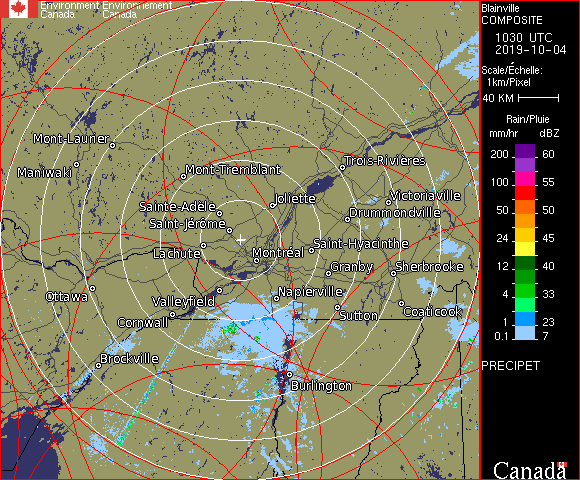 Environment Environnement
Canada Canada
Blainville
COMPOSITE
1030 UTC
2019-10-04
Scale/Échelle:
1km/Pixel
40 KM
Rain/Pluie
mm/hr dBZ
200 60
100 55
50 50
24 45
12 40
4 33
1 23
0.1 7
PRECIPET
Mont-Laurier
Maniwaki
Mont-Tremblant
Trois-Rivières
Sainte-Adèle
Joliette
Victoriaville
Saint-Jérôme
Drummondville
Lachute
Montréal
Saint-Hyacinthe
Granby
Sherbrooke
Ottawa
Valleyfield
Napierville
Cornwall
Sutton
Coaticook
Brockville
Burlington
Canada